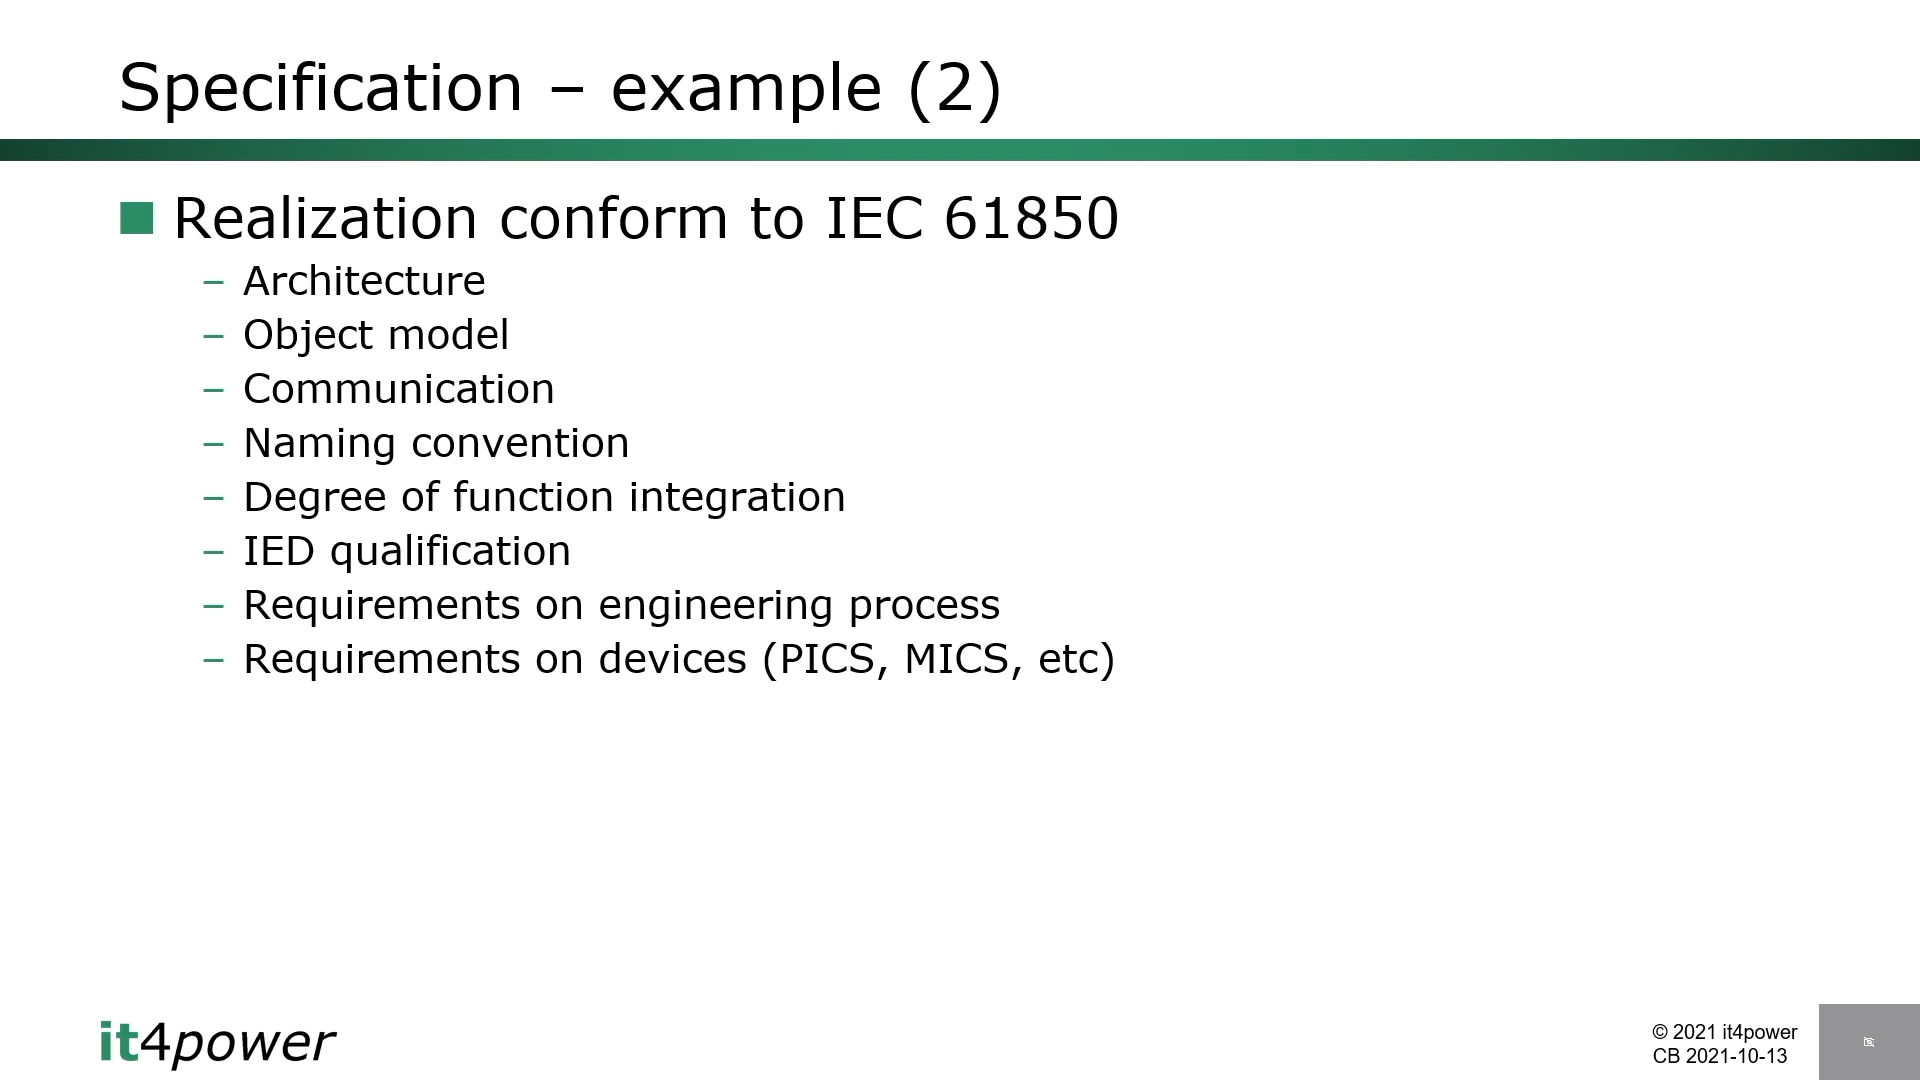 Specification – example (2)
Realization conform to IEC 61850
– Architecture
– Object model
– Communication
– Naming convention
– Degree of function integration
– IED qualification
– Requirements on engineering process
– Requirements on devices (PICS, MICS, etc)
it4power
© 2021 it4power
CB 2021-10-13